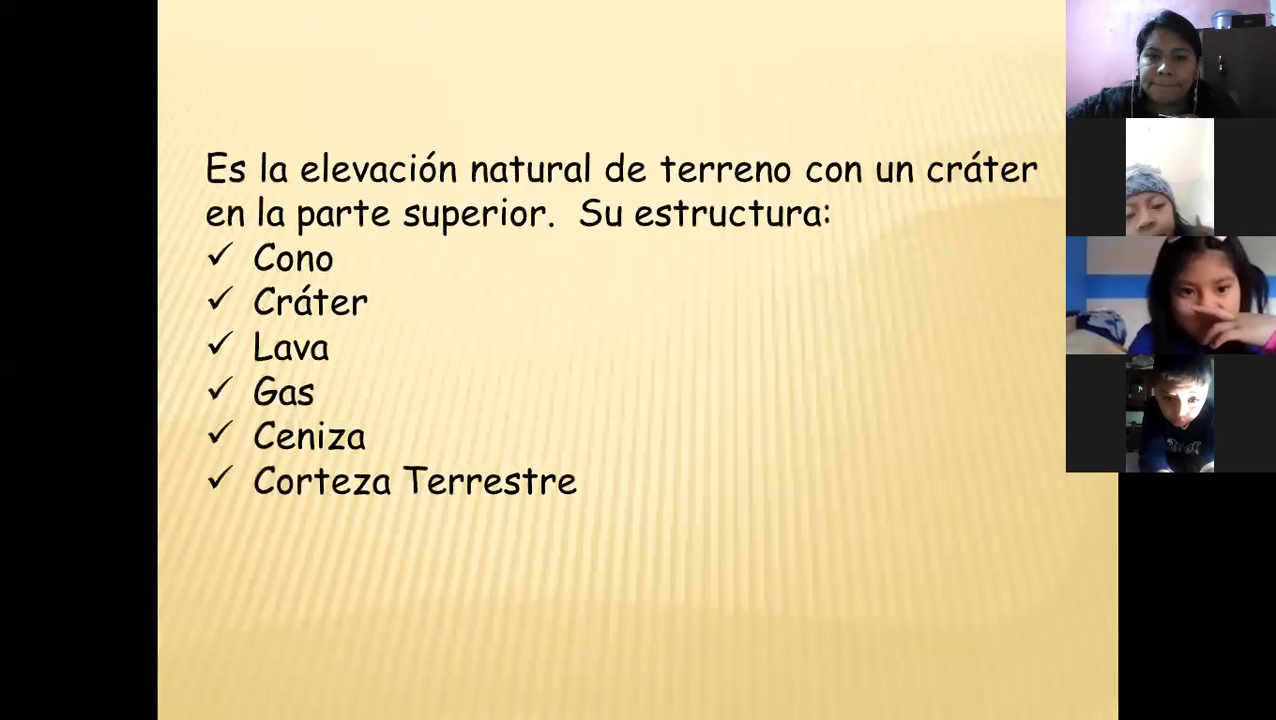 Es la elevación natural de terreno con un cráter
en la parte superior. Su estructura:
✓ Cono
✓ Cráter
✓ Lava
✓ Gas
✓ Ceniza
✓ Corteza Terrestre